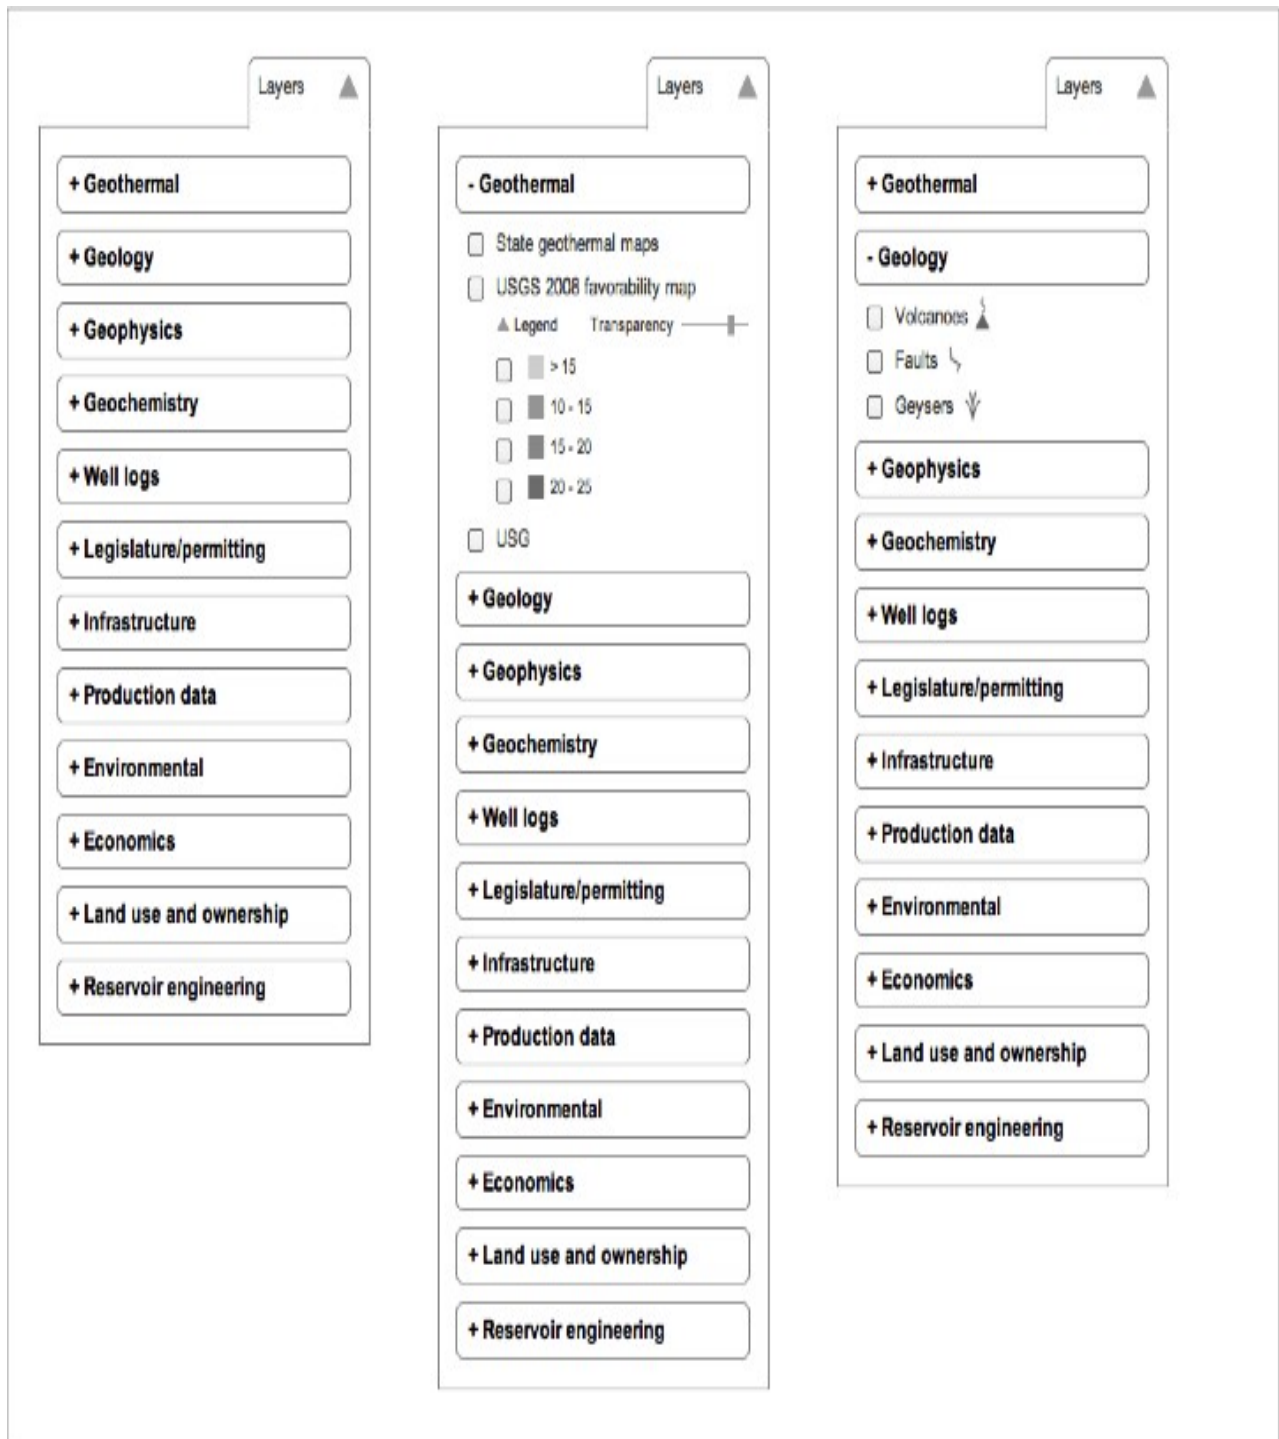 Layers
+ Geothermal
+ Geology
+ Geophysics
+ Geochemistry
+ Well logs
+ Legislature/permitting
+ Infrastructure
+ Production data
+ Environmental
+ Economics
+ Land use and ownership
+ Reservoir engineering
Layers
- Geothermal
State geothermal maps
USGS 2008 favorability map
Legend Transparency
> 15
10 - 15
15 - 20
20 - 25
USG
+ Geology
+ Geophysics
+ Geochemistry
+ Well logs
+ Legislature/permitting
+ Infrastructure
+ Production data
+ Environmental
+ Economics
+ Land use and ownership
+ Reservoir engineering
Layers
+ Geothermal
- Geology
Volcanoes
Faults
Geysers
+ Geophysics
+ Geochemistry
+ Well logs
+ Legislature/permitting
+ Infrastructure
+ Production data
+ Environmental
+ Economics
+ Land use and ownership
+ Reservoir engineering